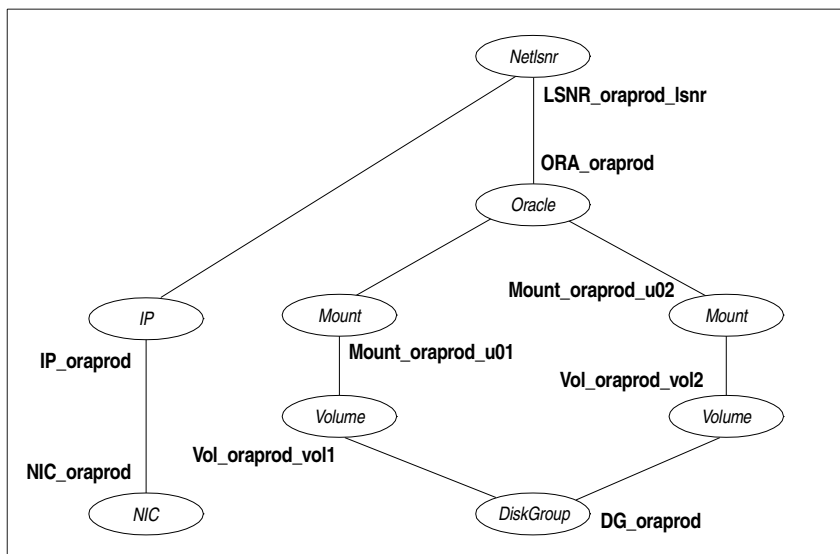 Netlsnr
LSNR_oraprod_lsnr
ORA_oraprod
Oracle
Mount_oraprod_u02
IP
Mount
Mount
IP_oraprod
Mount_oraprod_u01
Vol_oraprod_vol2
Volume
Volume
Vol_oraprod_vol1
NIC_oraprod
NIC
DiskGroup
DG_oraprod